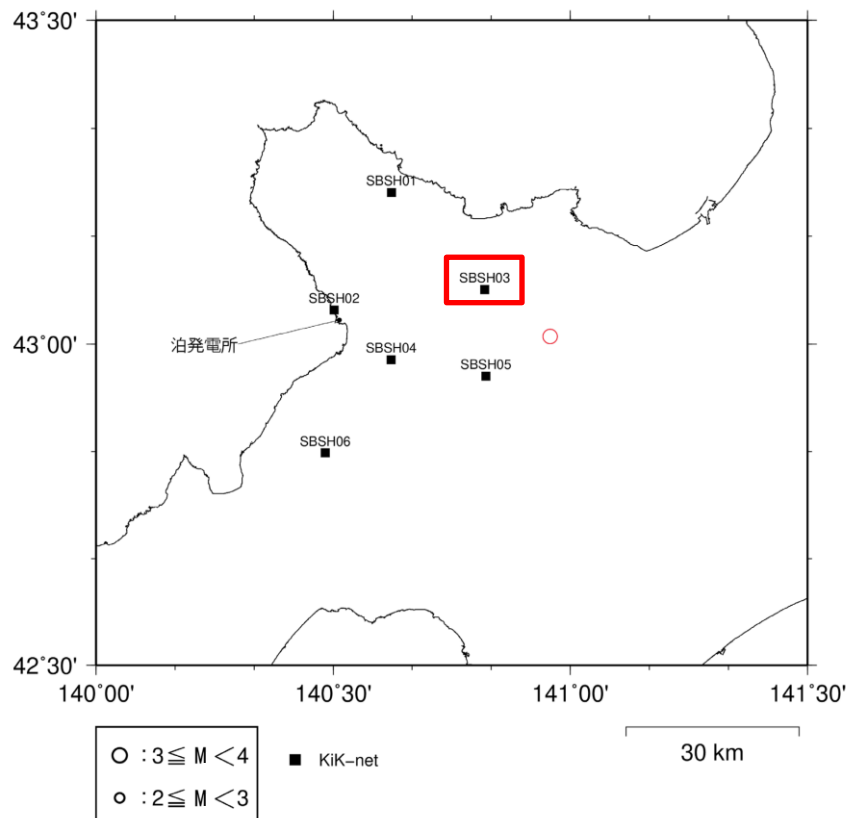 43°30'
SBSH01
SBSH03
SBSH02
43°00'
泊発電所
SBSH04
SBSH05
SBSH06
42°30'
140°00'
140°30'
141°00'
141°30'
○ :3≦ M <4
■ KiK-net
30 km
○ :2≦ M <3